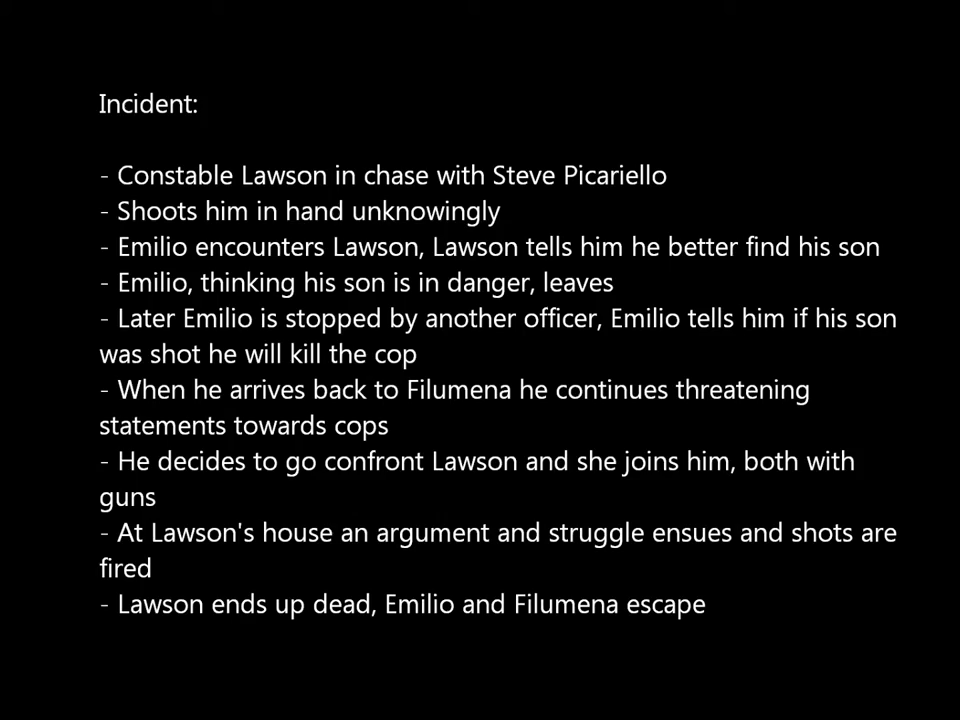 Incident:
- Constable Lawson in chase with Steve Picariello
- Shoots him in hand unknowingly
- Emilio encounters Lawson, Lawson tells him he better find his son
- Emilio, thinking his son is in danger, leaves
- Later Emilio is stopped by another officer, Emilio tells him if his son
was shot he will kill the cop
- When he arrives back to Filumena he continues threatening
statements towards cops
- He decides to go confront Lawson and she joins him, both with
guns
- At Lawson's house an argument and struggle ensues and shots are
fired
- Lawson ends up dead, Emilio and Filumena escape